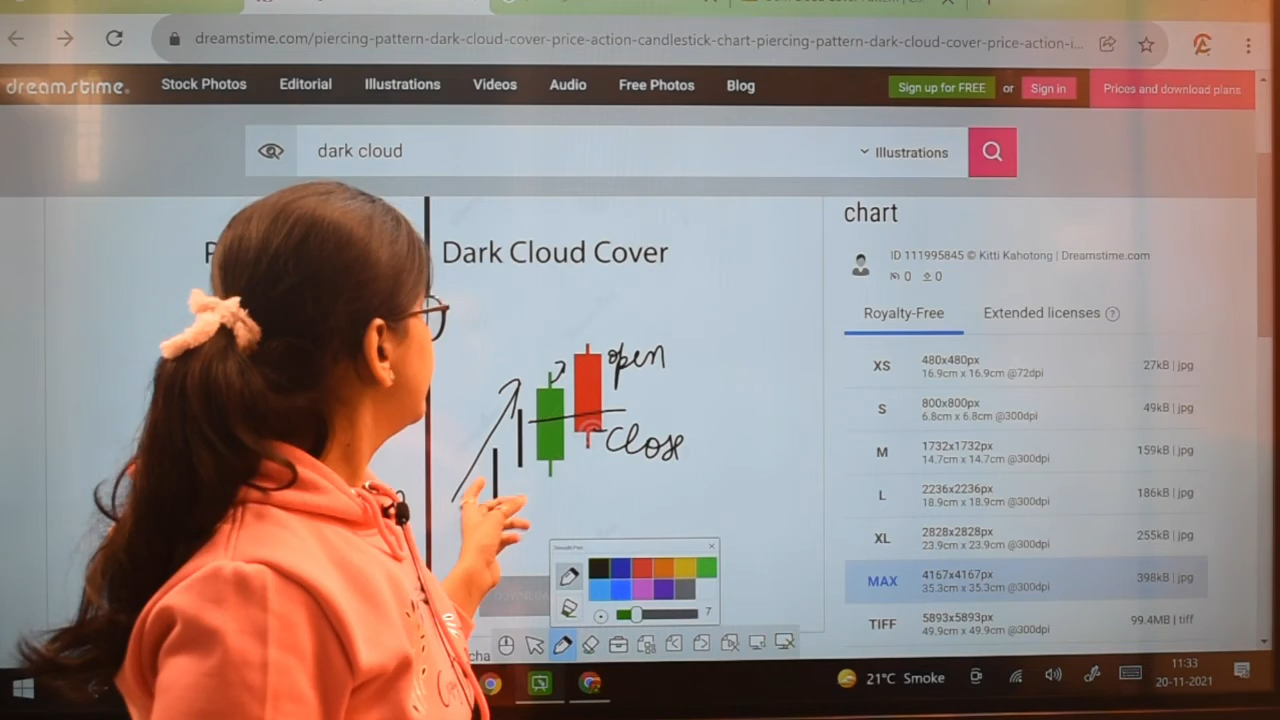 dreamstime.com/piercing-pattern-dark-cloud-cover-price-action-candlestick-chart-piercing-pattern-dark-cloud-cover-price-action-i...
dreamstime.
Stock Photos Editorial Illustrations Videos Audio Free Photos Blog
Sign up for FREE or Sign in Prices and download plans
dark cloud Illustrations
chart
P Dark Cloud Cover
ID 111995845 © Kitti Kahotong | Dreamstime.com
0 0
Royalty-Free Extended licenses ?
open
close
XS 480x480px 27kB | jpg
16.9cm x 16.9cm @72dpi
S 800x800px 49kB | jpg
6.8cm x 6.8cm @300dpi
M 1732x1732px 159kB | jpg
14.7cm x 14.7cm @300dpi
L 2236x2236px 186kB | jpg
18.9cm x 18.9cm @300dpi
XL 2828x2828px 255kB | jpg
23.9cm x 23.9cm @300dpi
MAX 4167x4167px 398kB | jpg
35.3cm x 35.3cm @300dpi
TIFF 5893x5893px 99.4MB | tiff
49.9cm x 49.9cm @300dpi
7
cha
21°C Smoke
11:33
20-11-2021